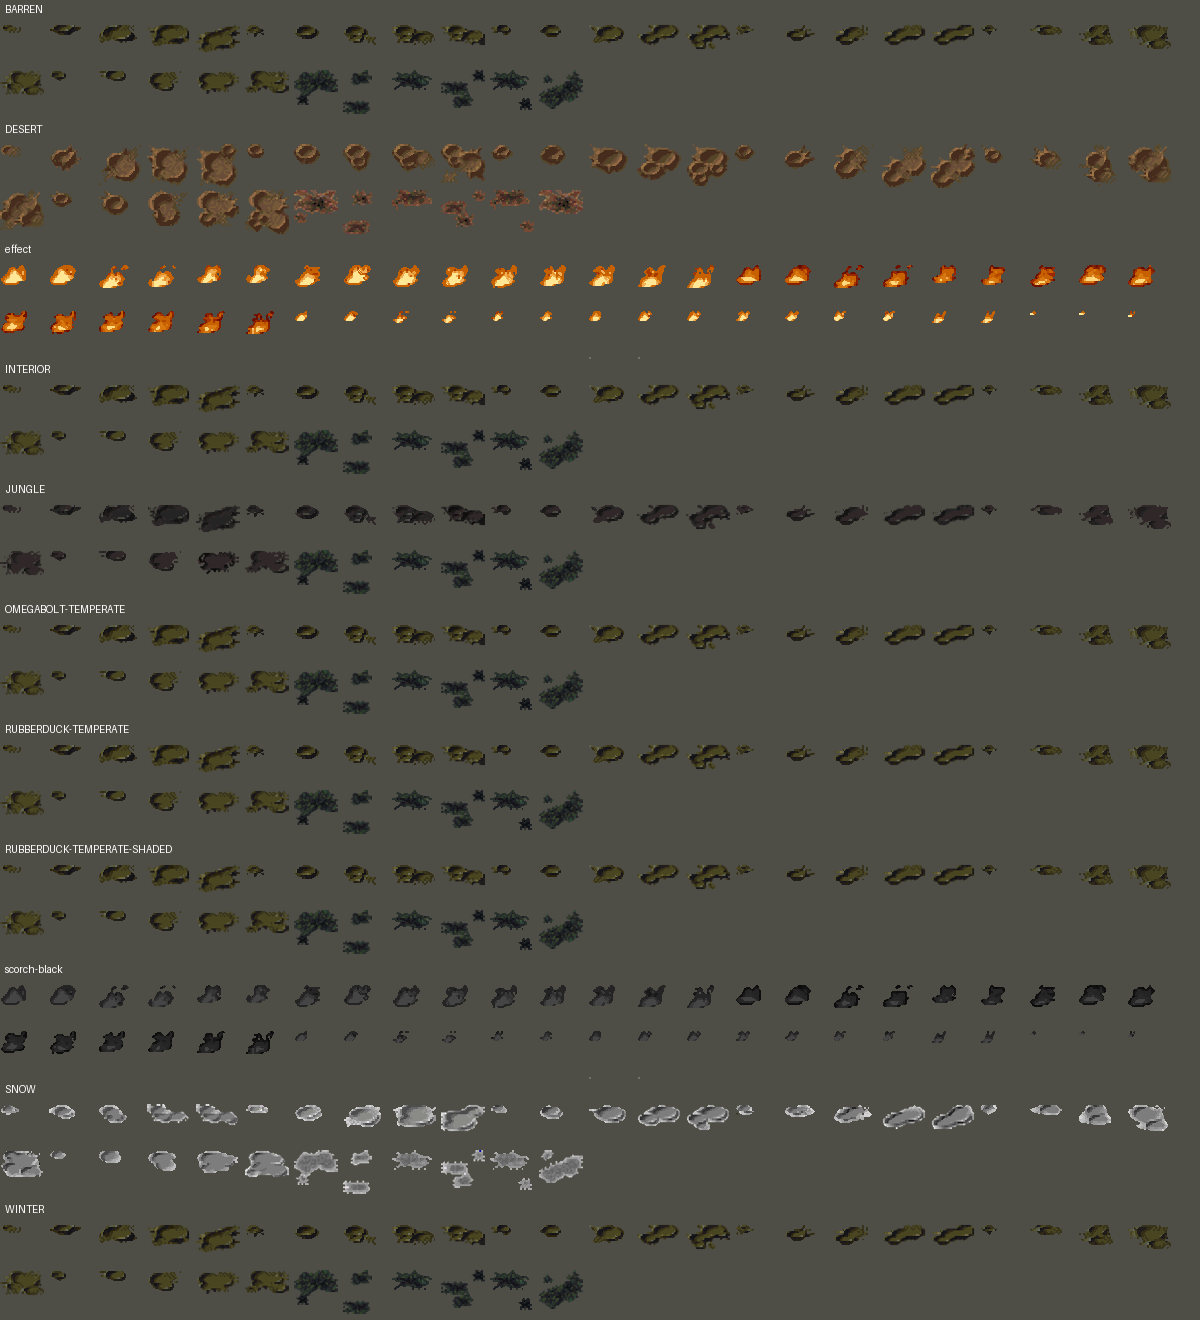 BARREN
DESERT
effect
INTERIOR
JUNGLE
OMEGABOLT-TEMPERATE
RUBBERDUCK-TEMPERATE
RUBBERDUCK-TEMPERATE-SHADED
scorch-black
SNOW
WINTER